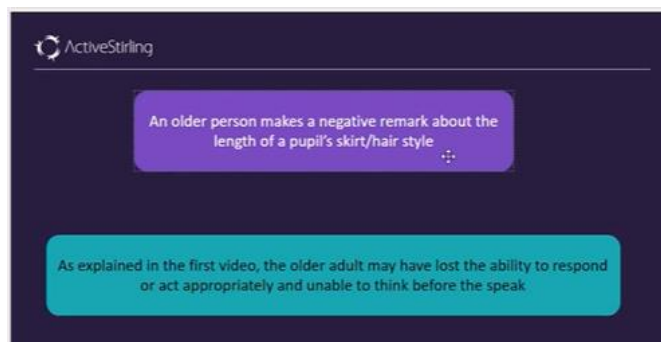 ActiveStirling
An older person makes a negative remark about the
length of a pupil's skirt/hair style
As explained in the first video, the older adult may have lost the ability to respond
or act appropriately and unable to think before the speak